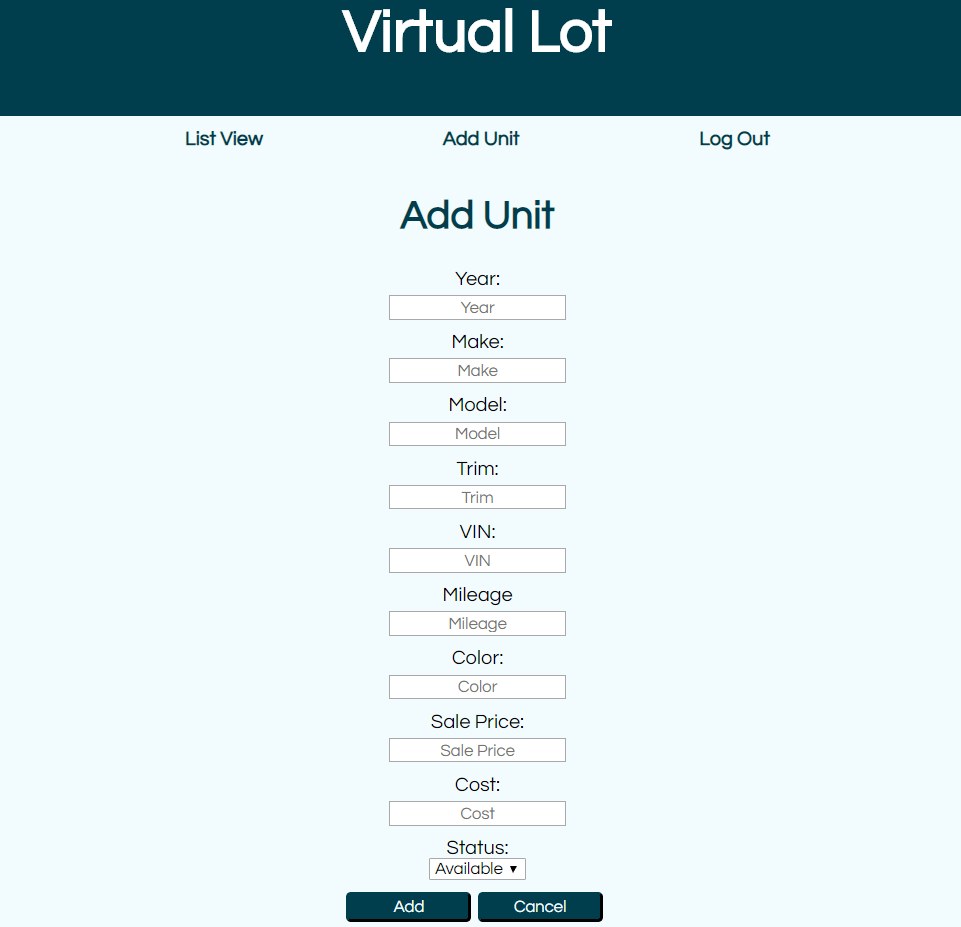 Virtual Lot
List View Add Unit Log Out
Add Unit
Year:
Year
Make:
Make
Model:
Model
Trim:
Trim
VIN:
VIN
Mileage
Mileage
Color:
Color
Sale Price:
Sale Price
Cost:
Cost
Status:
Available
Add Cancel